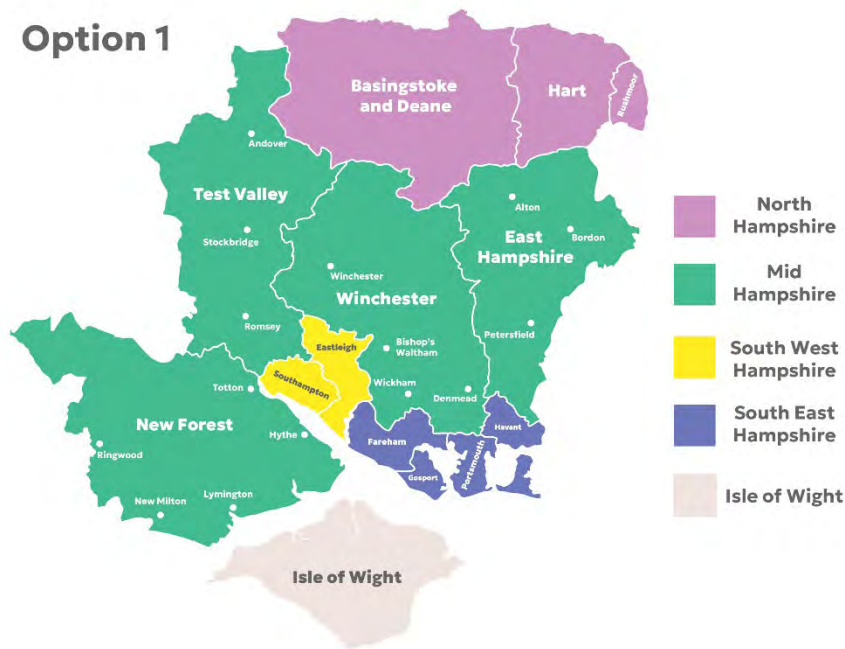 Option 1
Basingstoke
and Deane
Hart
Rushmoor
Andover
Test Valley
Stockbridge
Alton
East
Hampshire
Bordon
Winchester
Winchester
Romsey
Petersfield
Eastleigh
Bishop's
Waltham
Southampton
Wickham
Denmead
Totton
New Forest
Hythe
Ringwood
Fareham
Havant
Gosport
Portsmouth
New Milton
Lymington
Isle of Wight
North
Hampshire
Mid
Hampshire
South West
Hampshire
South East
Hampshire
Isle of Wight